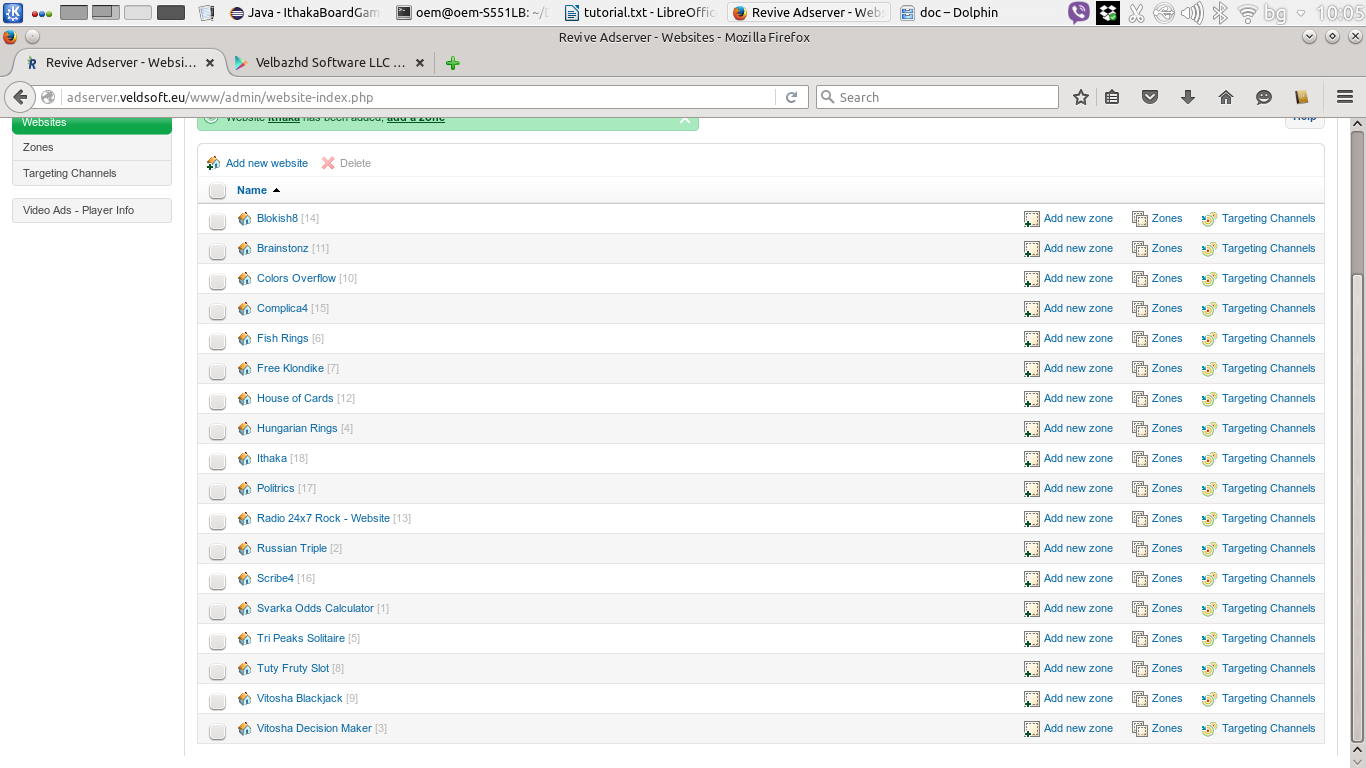 Java - IthakaBoardGam
oem@oem-S551LB: ~/t
tutorial.txt - LibreOffic
Revive Adserver - Webs
doc – Dolphin
bg
10:05
Revive Adserver - Websites - Mozilla Firefox
Revive Adserver - Websi...
Velbazhd Software LLC ...
adserver.veldsoft.eu/www/admin/website-index.php
Search
Websites
Website Ithaka has been added, add a zone
Help
Zones
Targeting Channels
Video Ads - Player Info
Add new website Delete
Name
Blokish8 [14] Add new zone Zones Targeting Channels
Brainstonz [11] Add new zone Zones Targeting Channels
Colors Overflow [10] Add new zone Zones Targeting Channels
Complica4 [15] Add new zone Zones Targeting Channels
Fish Rings [6] Add new zone Zones Targeting Channels
Free Klondike [7] Add new zone Zones Targeting Channels
House of Cards [12] Add new zone Zones Targeting Channels
Hungarian Rings [4] Add new zone Zones Targeting Channels
Ithaka [18] Add new zone Zones Targeting Channels
Politrics [17] Add new zone Zones Targeting Channels
Radio 24x7 Rock - Website [13] Add new zone Zones Targeting Channels
Russian Triple [2] Add new zone Zones Targeting Channels
Scribe4 [16] Add new zone Zones Targeting Channels
Svarka Odds Calculator [1] Add new zone Zones Targeting Channels
Tri Peaks Solitaire [5] Add new zone Zones Targeting Channels
Tuty Fruty Slot [8] Add new zone Zones Targeting Channels
Vitosha Blackjack [9] Add new zone Zones Targeting Channels
Vitosha Decision Maker [3] Add new zone Zones Targeting Channels